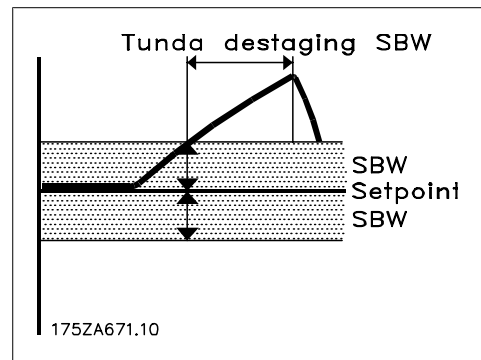 Tunda destaging SBW
SBW
Setpoint
SBW
175ZA671.10